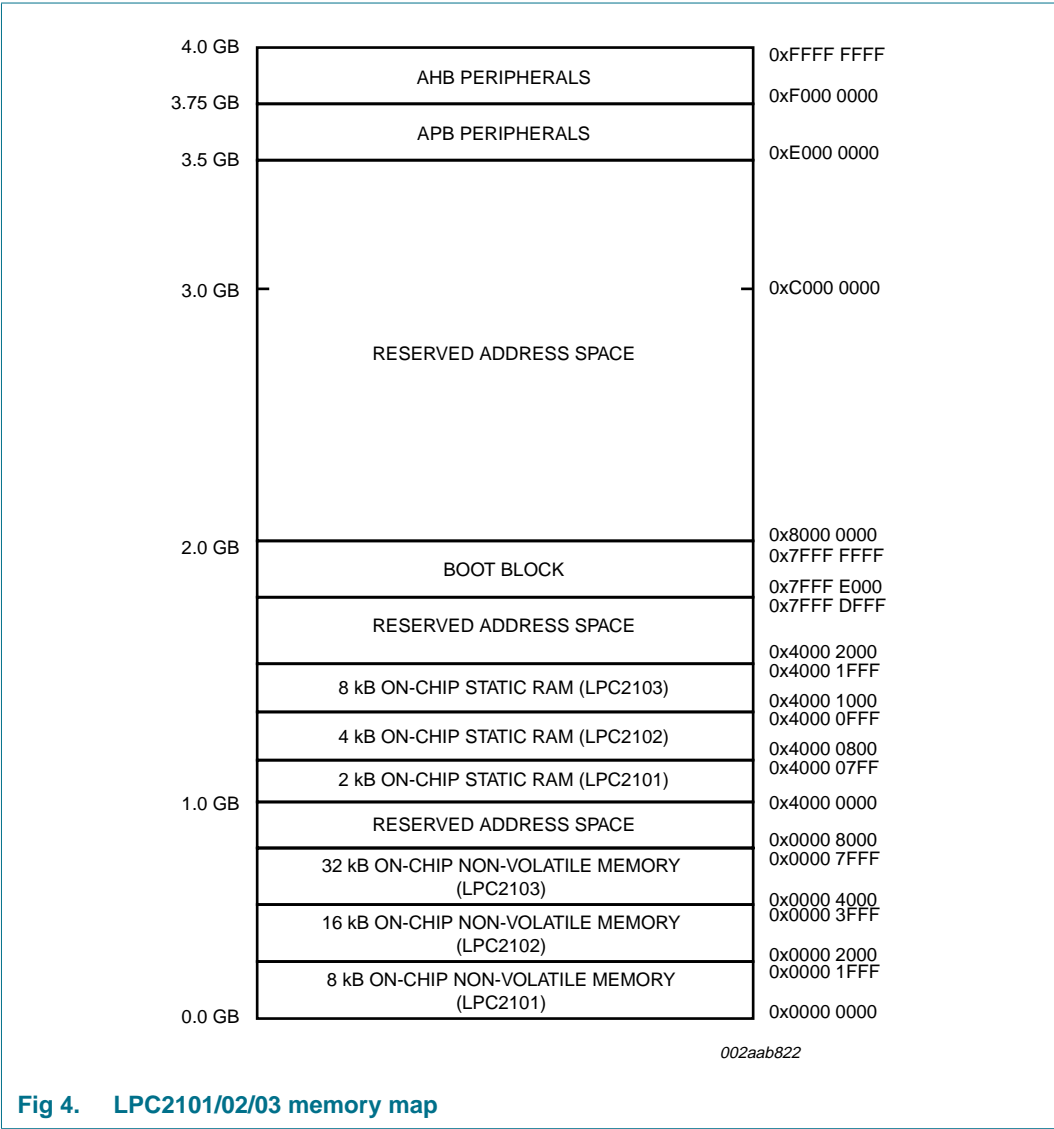 4.0 GB
0xFFFF FFFF
AHB PERIPHERALS
3.75 GB
0xF000 0000
APB PERIPHERALS
3.5 GB
0xE000 0000
3.0 GB
0xC000 0000
RESERVED ADDRESS SPACE
0x8000 0000
2.0 GB
0x7FFF FFFF
BOOT BLOCK
0x7FFF E000
0x7FFF DFFF
RESERVED ADDRESS SPACE
0x4000 2000
0x4000 1FFF
8 kB ON-CHIP STATIC RAM (LPC2103)
0x4000 1000
0x4000 0FFF
4 kB ON-CHIP STATIC RAM (LPC2102)
0x4000 0800
0x4000 07FF
2 kB ON-CHIP STATIC RAM (LPC2101)
1.0 GB
0x4000 0000
RESERVED ADDRESS SPACE
0x0000 8000
0x0000 7FFF
32 kB ON-CHIP NON-VOLATILE MEMORY
(LPC2103)
0x0000 4000
0x0000 3FFF
16 kB ON-CHIP NON-VOLATILE MEMORY
(LPC2102)
0x0000 2000
0x0000 1FFF
8 kB ON-CHIP NON-VOLATILE MEMORY
(LPC2101)
0.0 GB
0x0000 0000
002aab822
Fig 4. LPC2101/02/03 memory map